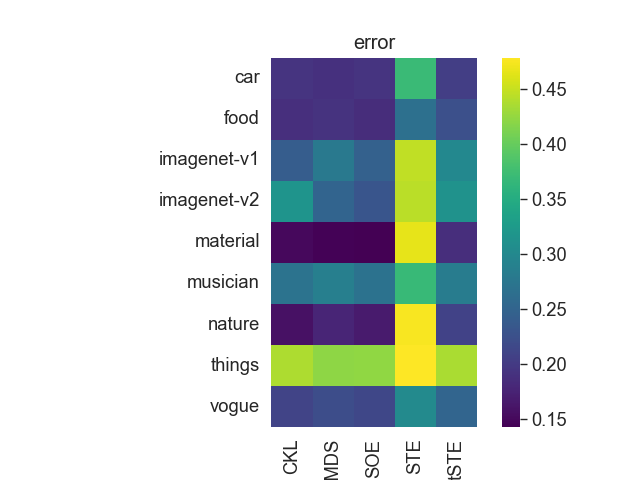 error
car
food
imagenet-v1
imagenet-v2
material
musician
nature
things
vogue
CKL
MDS
SOE
STE
tSTE
0.45
0.40
0.35
0.30
0.25
0.20
0.15